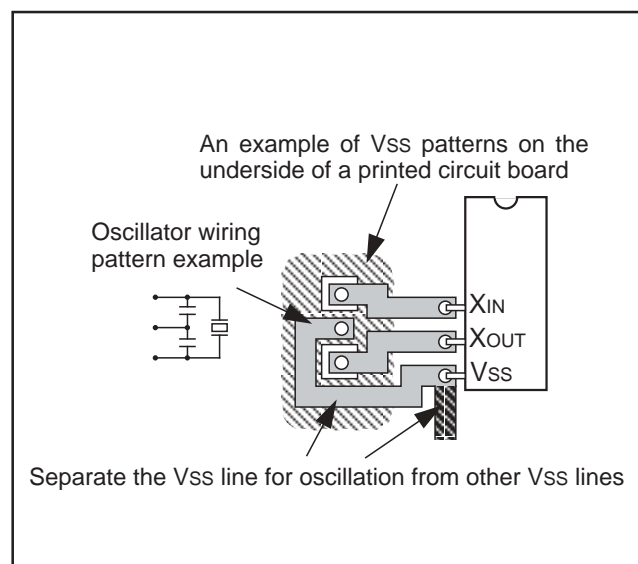 An example of VSS patterns on the
underside of a printed circuit board
Oscillator wiring
pattern example
XIN
XOUT
VSS
Separate the VSS line for oscillation from other VSS lines